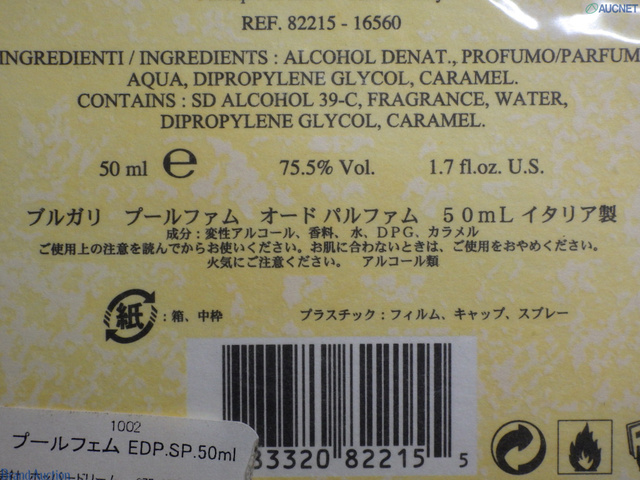 AUCNET
REF. 82215 - 16560
INGREDIENTI / INGREDIENTS : ALCOHOL DENAT., PROFUMO/PARFUM
AQUA, DIPROPYLENE GLYCOL, CARAMEL.
CONTAINS : SD ALCOHOL 39-C, FRAGRANCE, WATER,
DIPROPYLENE GLYCOL, CARAMEL.
50 ml e 75.5% Vol. 1.7 fl.oz. U.S.
ブルガリ プールファム オード パルファム 50mL イタリア製
成分：変性アルコール、香料、水、DPG、カラメル
ご使用上の注意を読んでからお使いください。お肌に合わないときは、ご使用をおやめください。
火気にご注意ください。 アルコール類
紙：箱、中枠 プラスチック：フィルム、キャップ、スプレー
1002
プールフェム EDP.SP.50ml
83320 82215 5